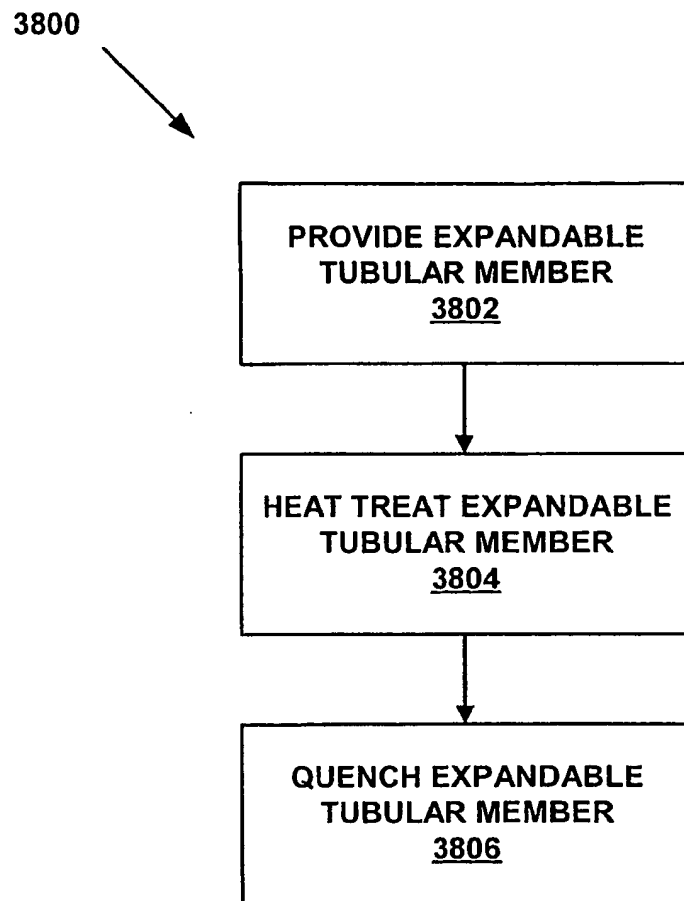 3800
PROVIDE EXPANDABLE
TUBULAR MEMBER
3802
HEAT TREAT EXPANDABLE
TUBULAR MEMBER
3804
QUENCH EXPANDABLE
TUBULAR MEMBER
3806